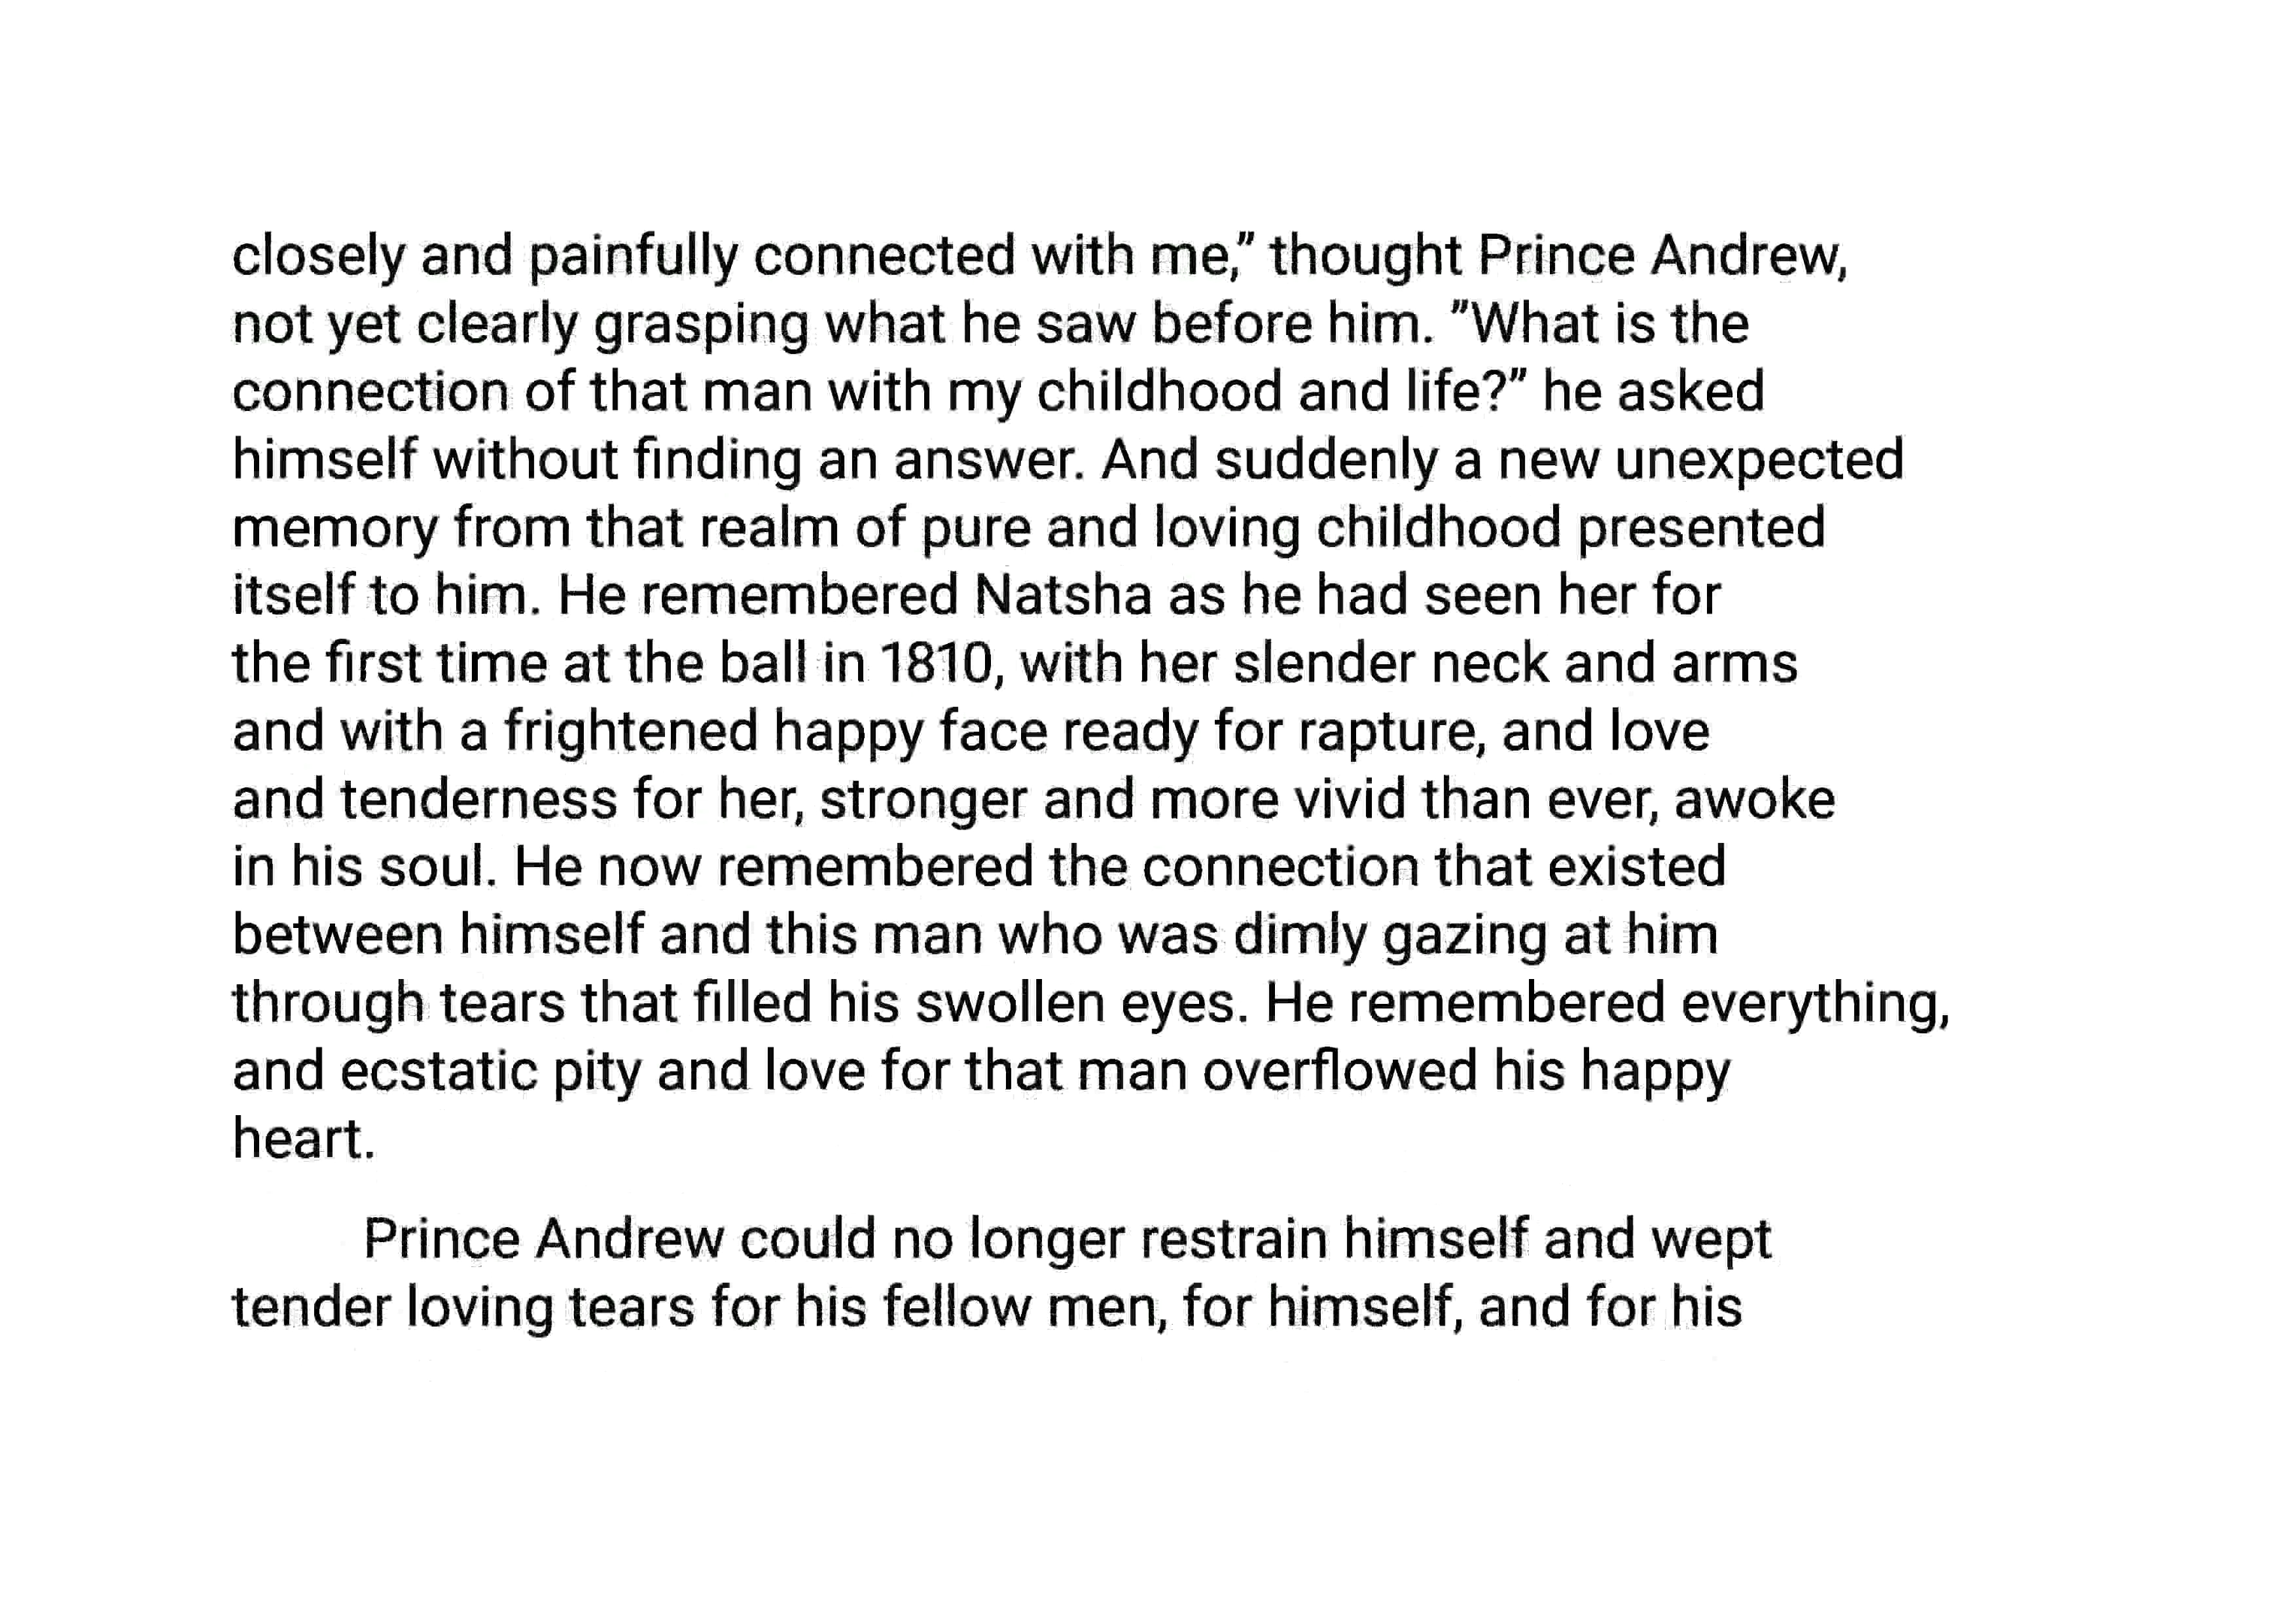 closely and painfully connected with me,” thought Prince Andrew,
not yet clearly grasping what he saw before him. ”What is the
connection of that man with my childhood and life?” he asked
himself without finding an answer. And suddenly a new unexpected
memory from that realm of pure and loving childhood presented
itself to him. He remembered Natsha as he had seen her for
the first time at the ball in 1810, with her slender neck and arms
and with a frightened happy face ready for rapture, and love
and tenderness for her, stronger and more vivid than ever, awoke
in his soul. He now remembered the connection that existed
between himself and this man who was dimly gazing at him
through tears that filled his swollen eyes. He remembered everything,
and ecstatic pity and love for that man overflowed his happy
heart.
Prince Andrew could no longer restrain himself and wept
tender loving tears for his fellow men, for himself, and for his